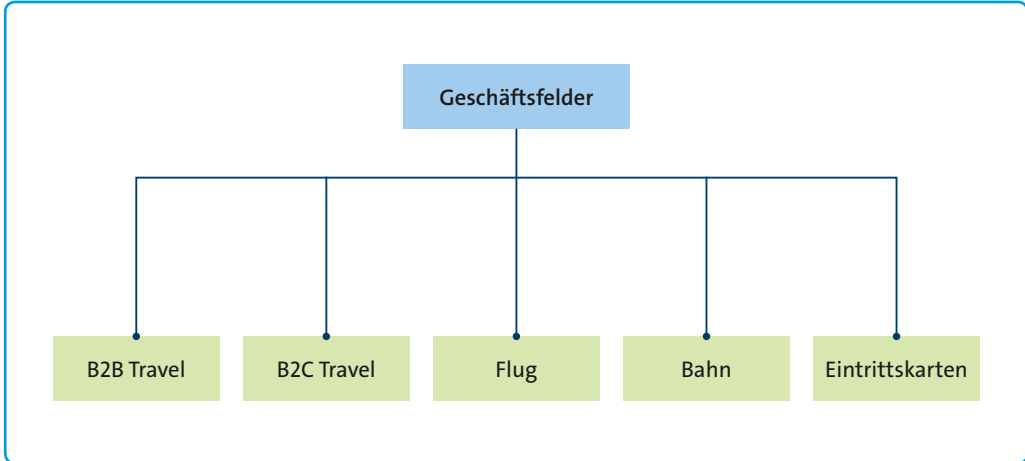 Geschäftsfelder
B2B Travel
B2C Travel
Flug
Bahn
Eintrittskarten